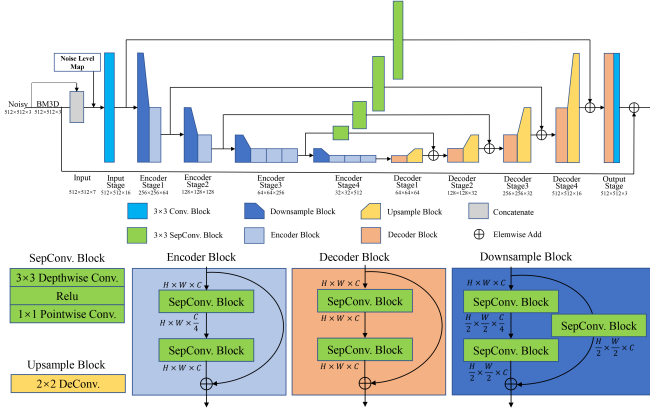 Noise Level
Map
Noisy BM3D
512×512×3 512×512×3
Input
512×512×7
Input
Stage
512×512×16
Encoder
Stage1
256×256×64
Encoder
Stage2
128×128×128
Encoder
Stage3
64×64×256
Encoder
Stage4
32×32×512
Decoder
Stage1
64×64×64
Decoder
Stage2
128×128×32
Decoder
Stage3
256×256×32
Decoder
Stage4
512×512×16
Output
Stage
512×512×3
3×3 Conv. Block
Downsample Block
Upsample Block
Concatenate
3×3 SepConv. Block
Encoder Block
Decoder Block
Elemwise Add
SepConv. Block
3×3 Depthwise Conv.
Relu
1×1 Pointwise Conv.
Upsample Block
2×2 DeConv.
Encoder Block
H × W × C
SepConv. Block
H × W × C/4
SepConv. Block
H × W × C
Decoder Block
H × W × C
SepConv. Block
H × W × C
SepConv. Block
H × W × C
Downsample Block
H × W × C
SepConv. Block
H/2 × W/2 × C/4
SepConv. Block
SepConv. Block
H/2 × W/2 × C
H/2 × W/2 × C